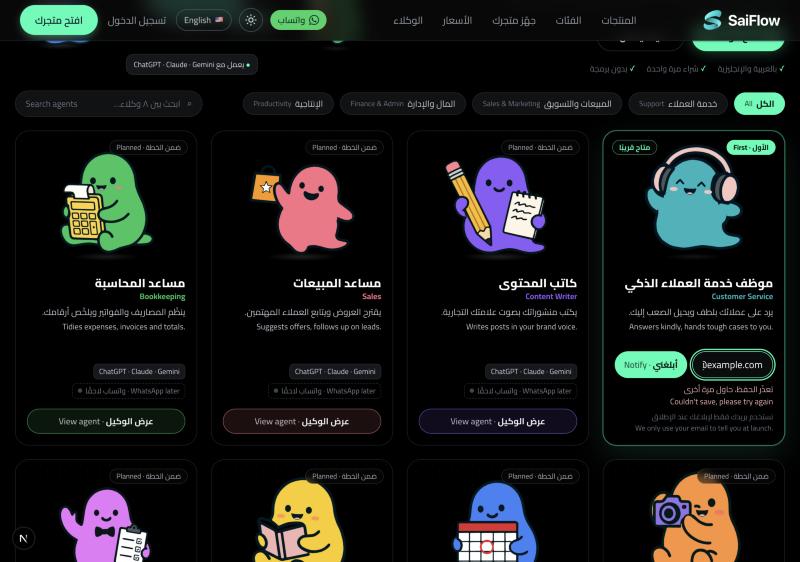 SaiFlow
المنتجات
الفئات
جهّز متجرك
الأسعار
الوكلاء
واتساب
English
تسجيل الدخول
افتح متجرك
✓ بالعربية والإنجليزية ✓ شراء مرة واحدة ✓ بدون برمجة
يعمل مع ChatGPT · Claude · Gemini
الكل All
خدمة العملاء Support
المبيعات والتسويق Sales & Marketing
المال والإدارة Finance & Admin
الإنتاجية Productivity
ابحث بين ٨ وكلاء... Search agents
الأول · First
متاح قريبًا
موظف خدمة العملاء الذكي
Customer Service
يرد على عملائك بلطف ويحيل الصعب إليك.
Answers kindly, hands tough cases to you.
example.com
أبلغني · Notify
تعذّر الحفظ، حاول مرة أخرى
Couldn't save, please try again
نستخدم بريدك فقط لإبلاغك عند الإطلاق
We only use your email to tell you at launch.
ضمن الخطة · Planned
كاتب المحتوى
Content Writer
يكتب منشوراتك بصوت علامتك التجارية.
Writes posts in your brand voice.
ChatGPT · Claude · Gemini
واتساب لاحقًا · WhatsApp later
عرض الوكيل · View agent
ضمن الخطة · Planned
مساعد المبيعات
Sales
يقترح العروض ويتابع العملاء المهتمين.
Suggests offers, follows up on leads.
ChatGPT · Claude · Gemini
واتساب لاحقًا · WhatsApp later
عرض الوكيل · View agent
ضمن الخطة · Planned
مساعد المحاسبة
Bookkeeping
ينظّم المصاريف والفواتير ويلخّص أرقامك.
Tidies expenses, invoices and totals.
ChatGPT · Claude · Gemini
واتساب لاحقًا · WhatsApp later
عرض الوكيل · View agent
ضمن الخطة · Planned
ضمن الخطة · Planned
ضمن الخطة · Planned
ضمن الخطة · Planned
N